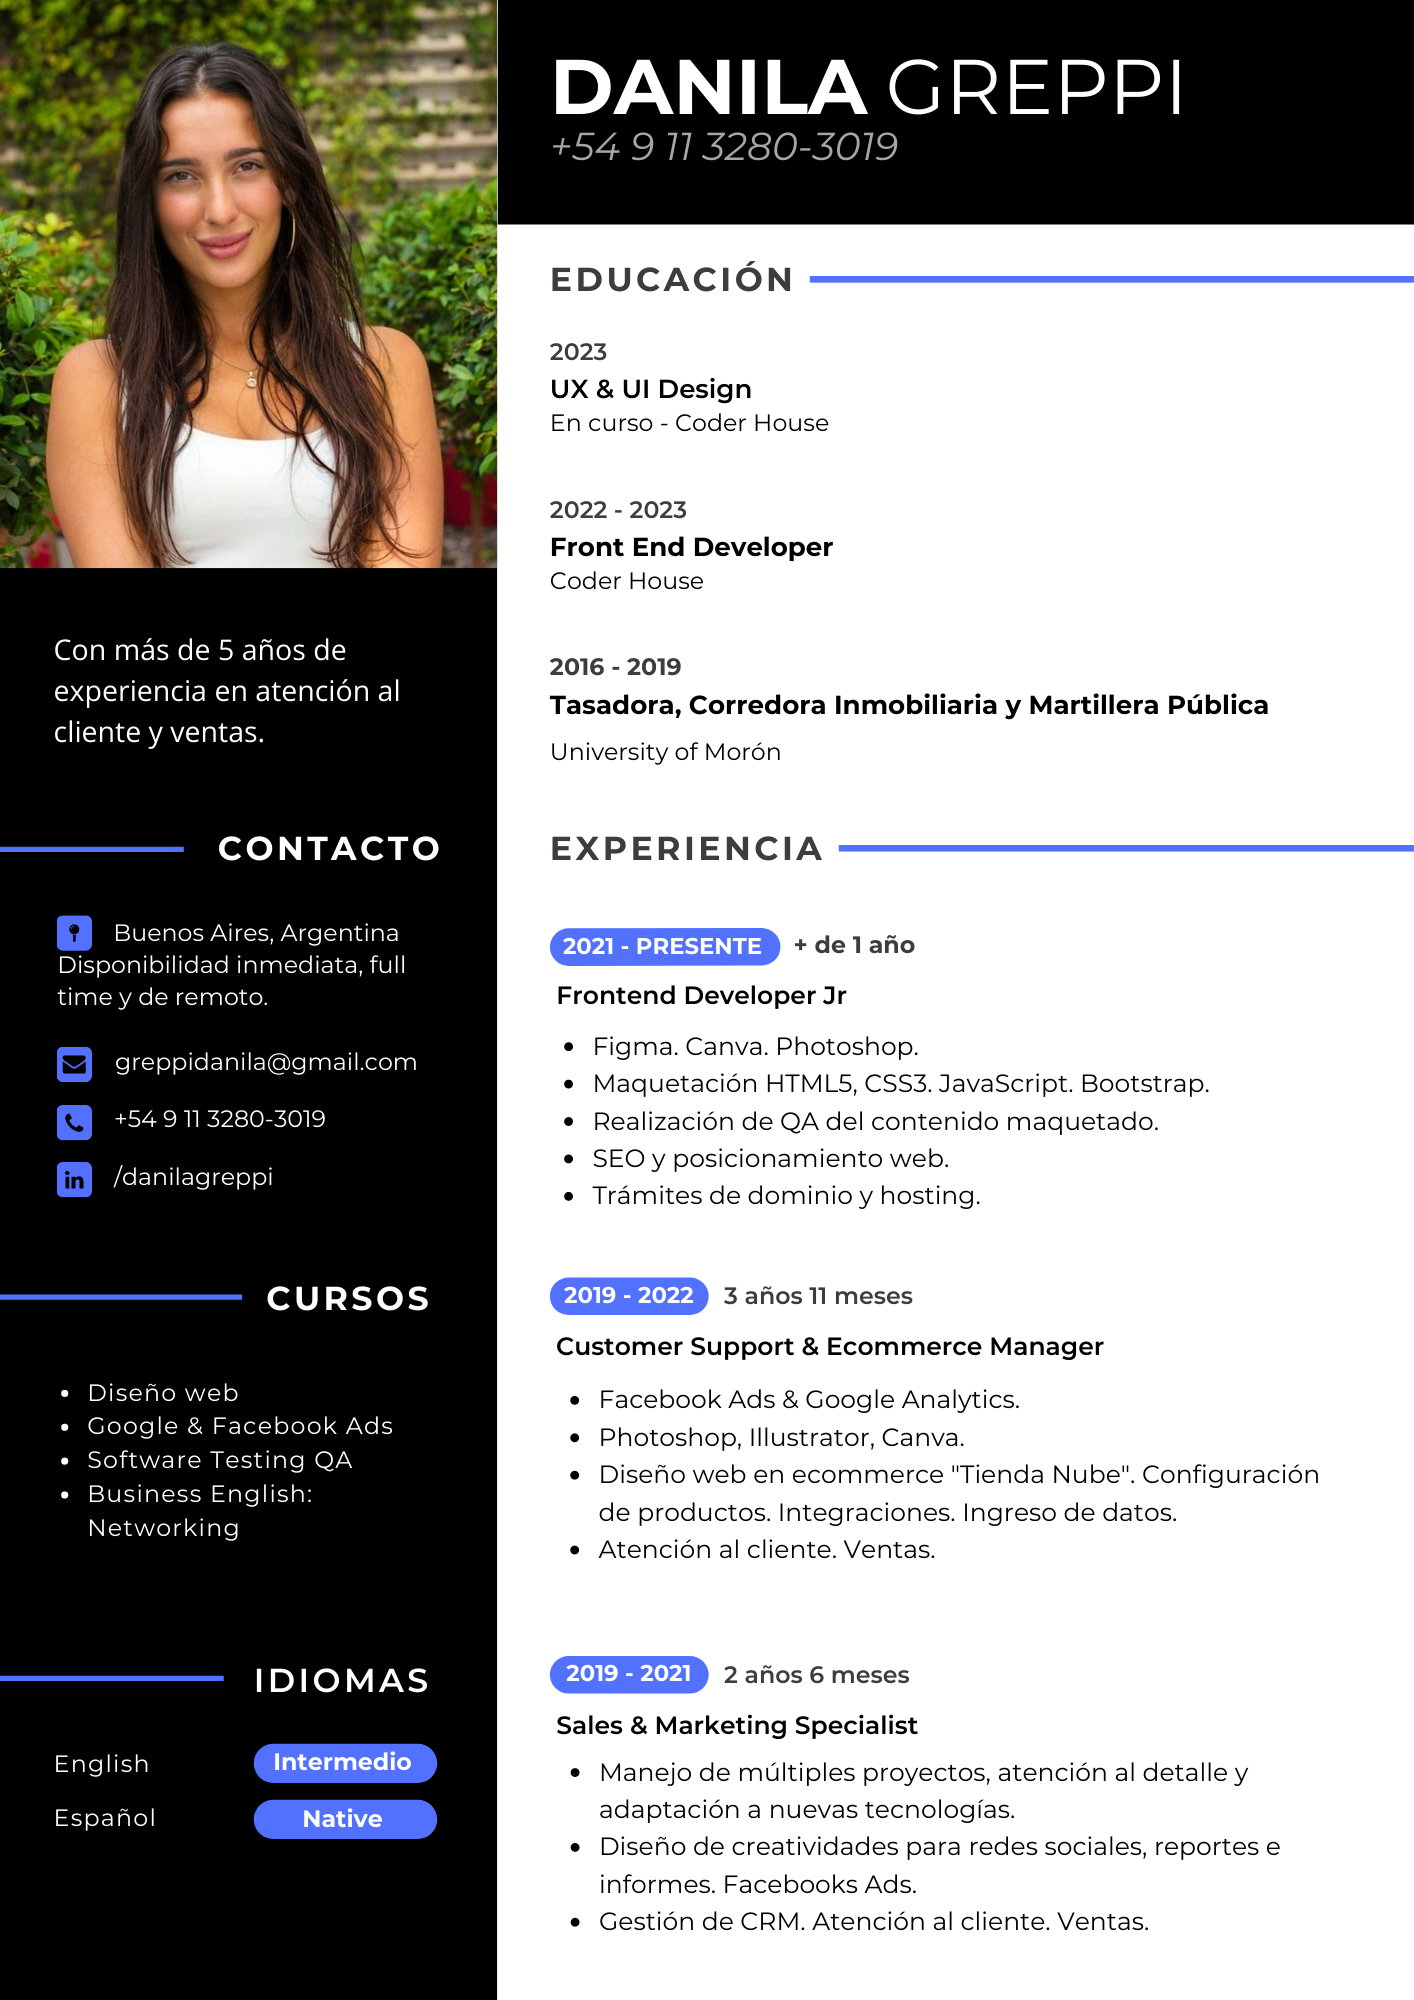 DANILA GREPPI
+54 9 11 3280-3019
Con más de 5 años de
experiencia en atención al
cliente y ventas.
CONTACTO
Buenos Aires, Argentina
Disponibilidad inmediata, full
time y de remoto.
greppidanila@gmail.com
+54 9 11 3280-3019
in /danilagreppi
CURSOS
• Diseño web
• Google & Facebook Ads
• Software Testing QA
• Business English:
Networking
IDIOMAS
English Intermedio
Español Native
EDUCACIÓN
2023
UX & UI Design
En curso - Coder House
2022 - 2023
Front End Developer
Coder House
2016 - 2019
Tasadora, Corredora Inmobiliaria y Martillera Pública
University of Morón
EXPERIENCIA
2021 - PRESENTE + de 1 año
Frontend Developer Jr
• Figma. Canva. Photoshop.
• Maquetación HTML5, CSS3. JavaScript. Bootstrap.
• Realización de QA del contenido maquetado.
• SEO y posicionamiento web.
• Trámites de dominio y hosting.
2019 - 2022 3 años 11 meses
Customer Support & Ecommerce Manager
• Facebook Ads & Google Analytics.
• Photoshop, Illustrator, Canva.
• Diseño web en ecommerce "Tienda Nube". Configuración
de productos. Integraciones. Ingreso de datos.
• Atención al cliente. Ventas.
2019 - 2021 2 años 6 meses
Sales & Marketing Specialist
• Manejo de múltiples proyectos, atención al detalle y
adaptación a nuevas tecnologías.
• Diseño de creatividades para redes sociales, reportes e
informes. Facebooks Ads.
• Gestión de CRM. Atención al cliente. Ventas.